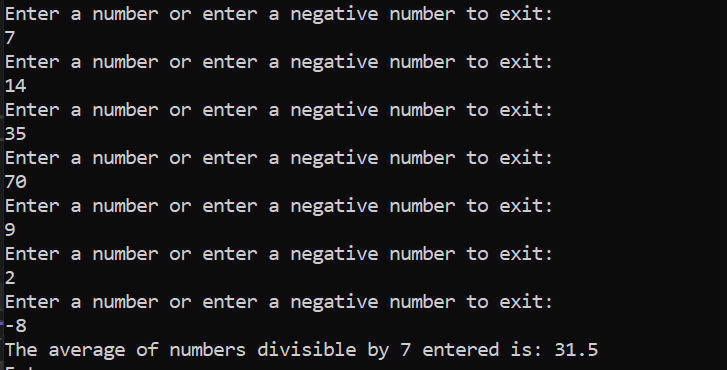 Enter a number or enter a negative number to exit:
7
Enter a number or enter a negative number to exit:
14
Enter a number or enter a negative number to exit:
35
Enter a number or enter a negative number to exit:
70
Enter a number or enter a negative number to exit:
9
Enter a number or enter a negative number to exit:
2
Enter a number or enter a negative number to exit:
-8
The average of numbers divisible by 7 entered is: 31.5